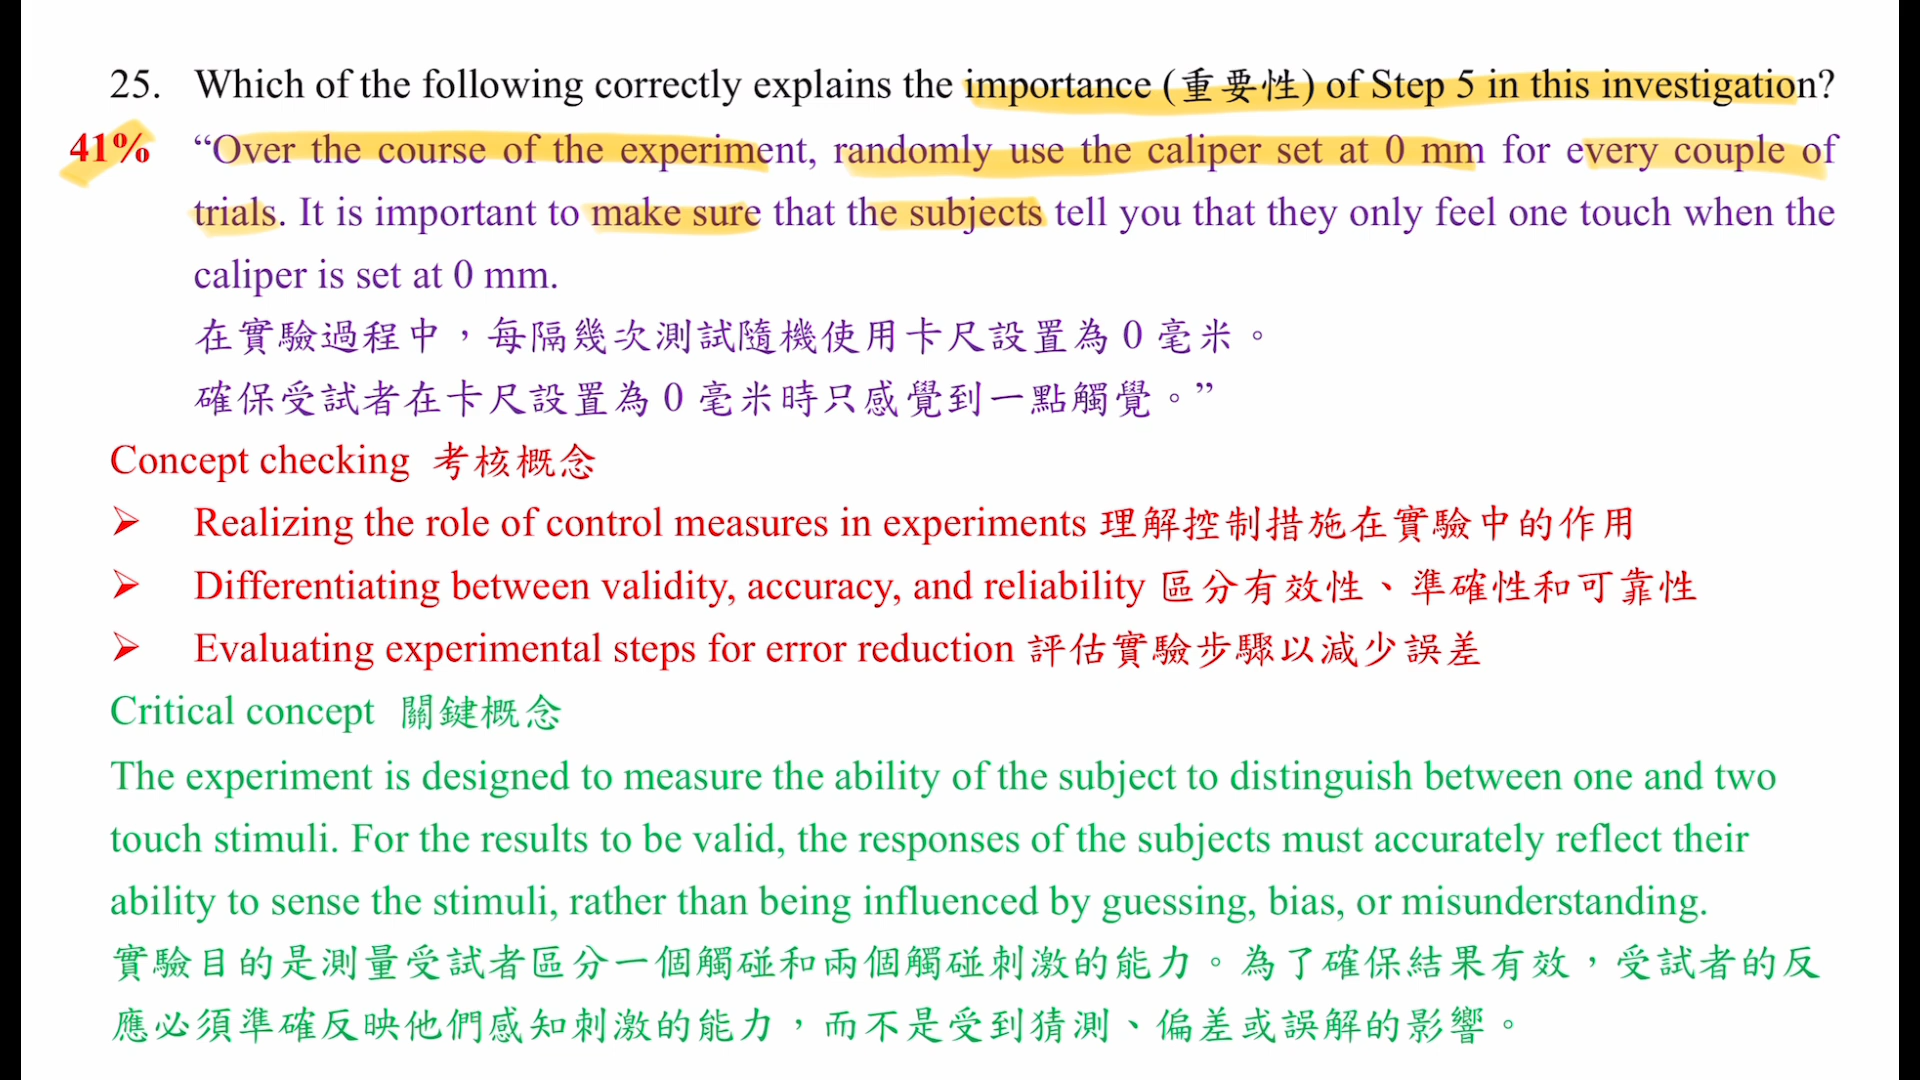 25. Which of the following correctly explains the importance (重要性) of Step 5 in this investigation?
41% “Over the course of the experiment, randomly use the caliper set at 0 mm for every couple of
trials. It is important to make sure that the subjects tell you that they only feel one touch when the
caliper is set at 0 mm.
在實驗過程中，每隔幾次測試隨機使用卡尺設置為 0 毫米。
確保受試者在卡尺設置為 0 毫米時只感覺到一點觸覺。”
Concept checking 考核概念
➢ Realizing the role of control measures in experiments 理解控制措施在實驗中的作用
➢ Differentiating between validity, accuracy, and reliability 區分有效性、準確性和可靠性
➢ Evaluating experimental steps for error reduction 評估實驗步驟以減少誤差
Critical concept 關鍵概念
The experiment is designed to measure the ability of the subject to distinguish between one and two
touch stimuli. For the results to be valid, the responses of the subjects must accurately reflect their
ability to sense the stimuli, rather than being influenced by guessing, bias, or misunderstanding.
實驗目的是測量受試者區分一個觸碰和兩個觸碰刺激的能力。為了確保結果有效，受試者的反
應必須準確反映他們感知刺激的能力，而不是受到猜測、偏差或誤解的影響。